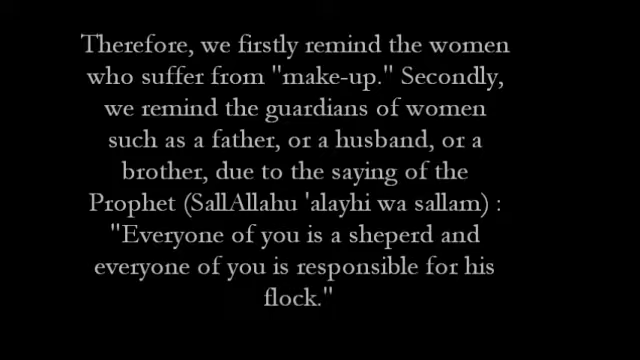 Therefore, we firstly remind the women
who suffer from "make-up." Secondly,
we remind the guardians of women
such as a father, or a husband, or a
brother, due to the saying of the
Prophet (SallAllahu 'alayhi wa sallam) :
"Everyone of you is a sheperd and
everyone of you is responsible for his
flock."